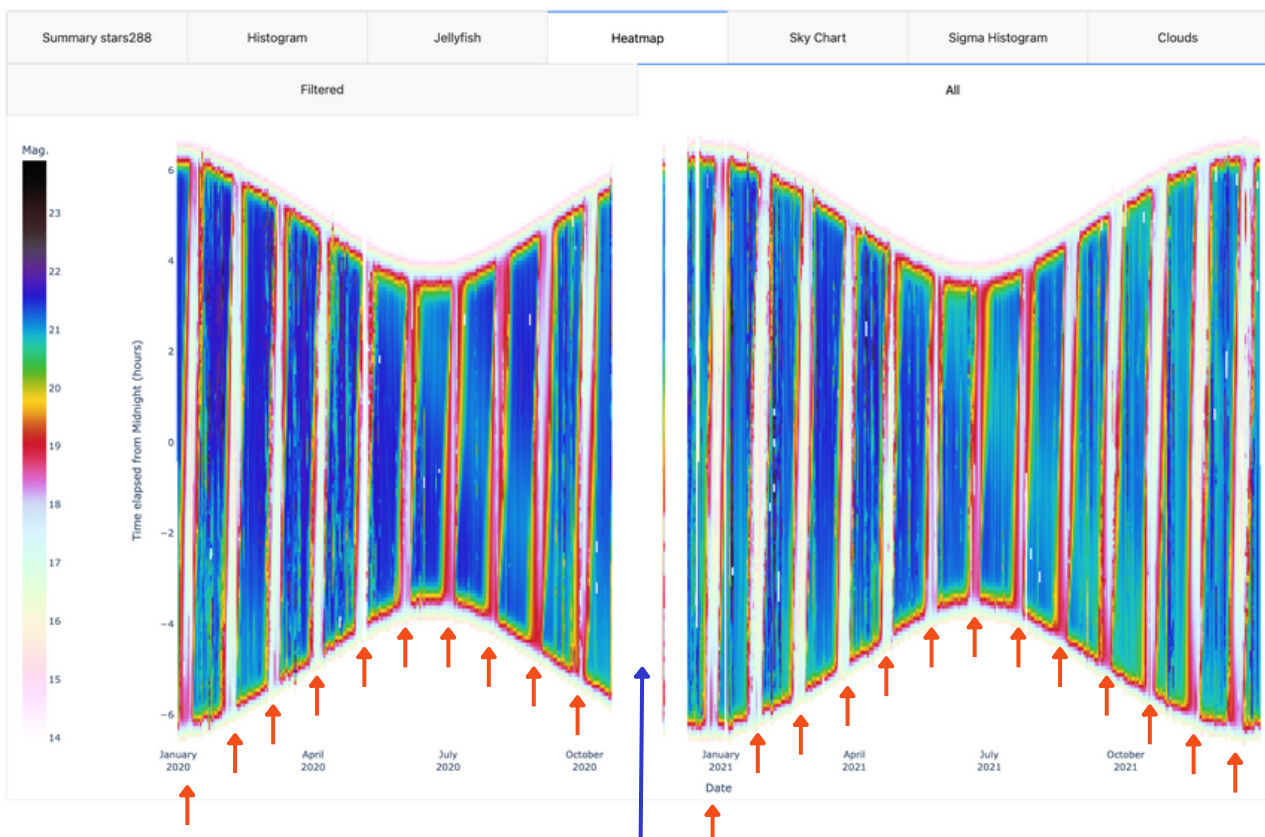 Summary stars288
Histogram
Jellyfish
Heatmap
Sky Chart
Sigma Histogram
Clouds
Filtered
All
Mag.
23
22
21
20
19
18
17
16
15
14
Time elapsed from Midnight (hours)
6
4
2
0
−2
−4
−6
January
2020
April
2020
July
2020
October
2020
January
2021
April
2021
July
2021
October
2021
Date